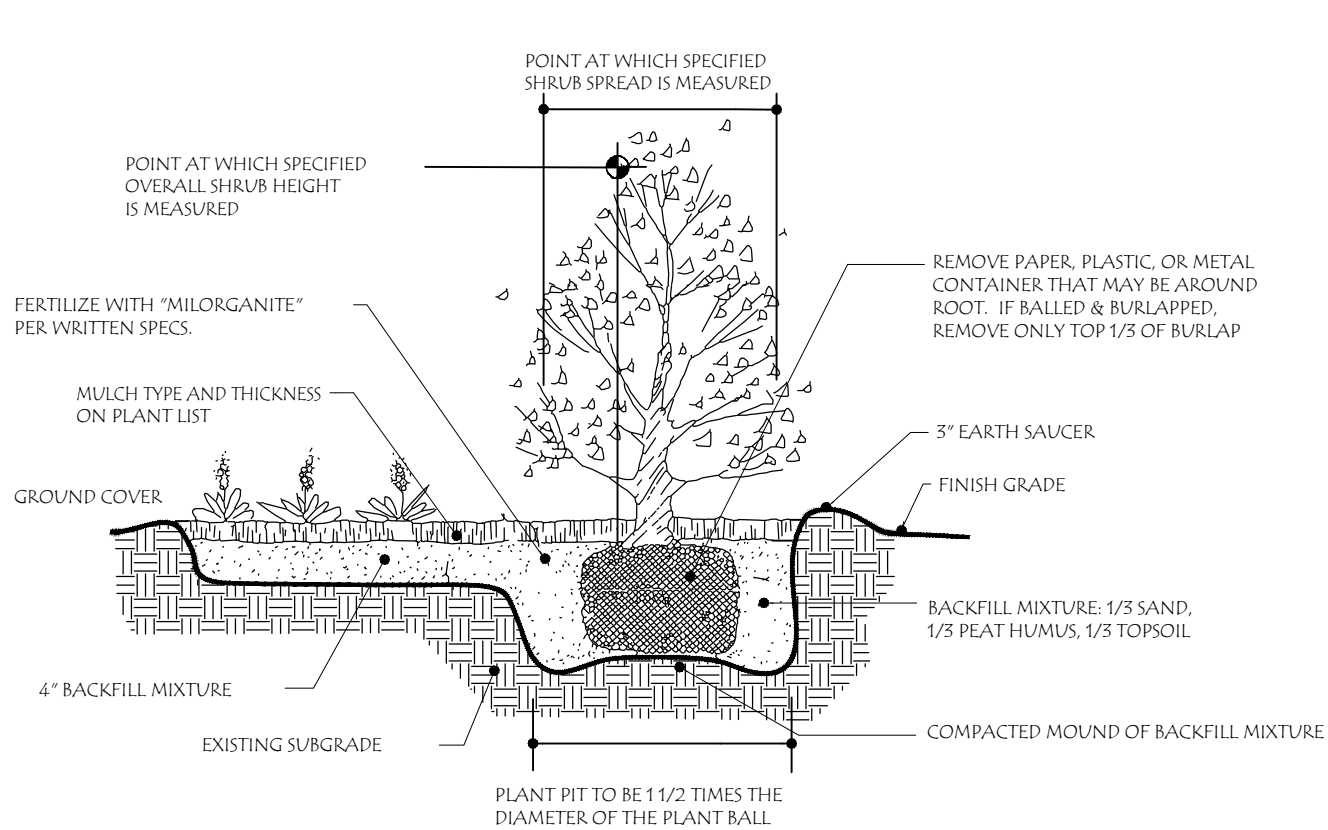 POINT AT WHICH SPECIFIED
SHRUB SPREAD IS MEASURED
POINT AT WHICH SPECIFIED
OVERALL SHRUB HEIGHT
IS MEASURED
REMOVE PAPER, PLASTIC, OR METAL
CONTAINER THAT MAY BE AROUND
ROOT. IF BALLED & BURLAPPED,
REMOVE ONLY TOP 1/3 OF BURLAP
FERTILIZE WITH "MILORGANITE"
PER WRITTEN SPECS.
MULCH TYPE AND THICKNESS
ON PLANT LIST
3" EARTH SAUCER
FINISH GRADE
GROUND COVER
BACKFILL MIXTURE: 1/3 SAND,
1/3 PEAT HUMUS, 1/3 TOPSOIL
4" BACKFILL MIXTURE
EXISTING SUBGRADE
COMPACTED MOUND OF BACKFILL MIXTURE
PLANT PIT TO BE 1 1/2 TIMES THE
DIAMETER OF THE PLANT BALL